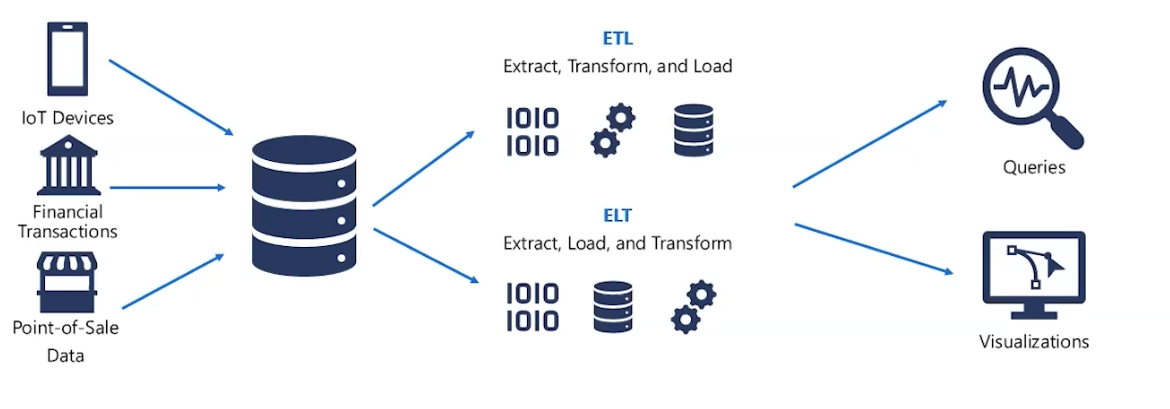 IoT Devices
Financial
Transactions
Point-of-Sale
Data
ETL
Extract, Transform, and Load
1010
1010
ELT
Extract, Load, and Transform
1010
1010
Queries
Visualizations